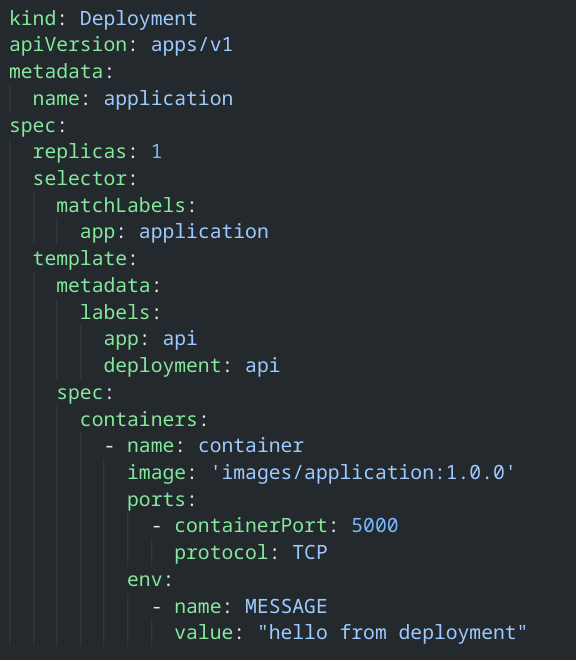 kind: Deployment
apiVersion: apps/v1
metadata:
  name: application
spec:
  replicas: 1
  selector:
    matchLabels:
      app: application
  template:
    metadata:
      labels:
        app: api
        deployment: api
    spec:
      containers:
        - name: container
          image: 'images/application:1.0.0'
          ports:
            - containerPort: 5000
              protocol: TCP
          env:
            - name: MESSAGE
              value: "hello from deployment"